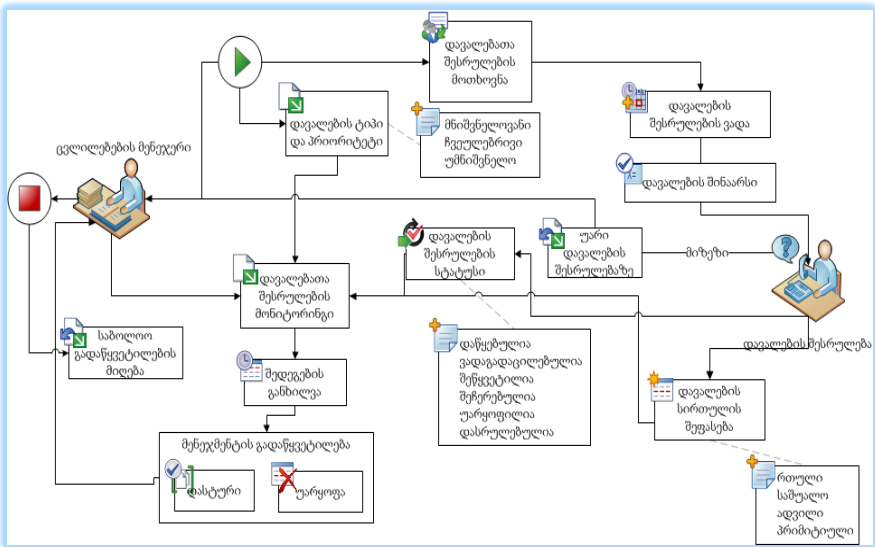 დავალებათა
შესრულების
მოთხოვნა
დავალების
შესრულების ვადა
დავალების ტიპი
და პრიორიტეტი
მნიშვნელოვანი
ჩვეულებრივი
უმნიშვნელო
ცვლილებების მენეჯერი
დავალების შინაარსი
დავალების
შესრულების
სტატუსი
უარი
დავალების
შესრულებაზე
მიზეზი
დავალებათა
შესრულების
მონიტორინგი
საბოლოო
გადაწყვეტილების
მიღება
დაწყებულია
ვადაგადაცილებულია
შეწყვეტილია
შეჩერებულია
უარყოფილია
დასრულებულია
დავალების შესრულება
შედეგების
განხილვა
დავალების
სირთულის
შეფასება
მენეჯმენტის გადაწყვეტილება
დასტური
უარყოფა
რთული
საშუალო
ადვილი
პრიმიტიული